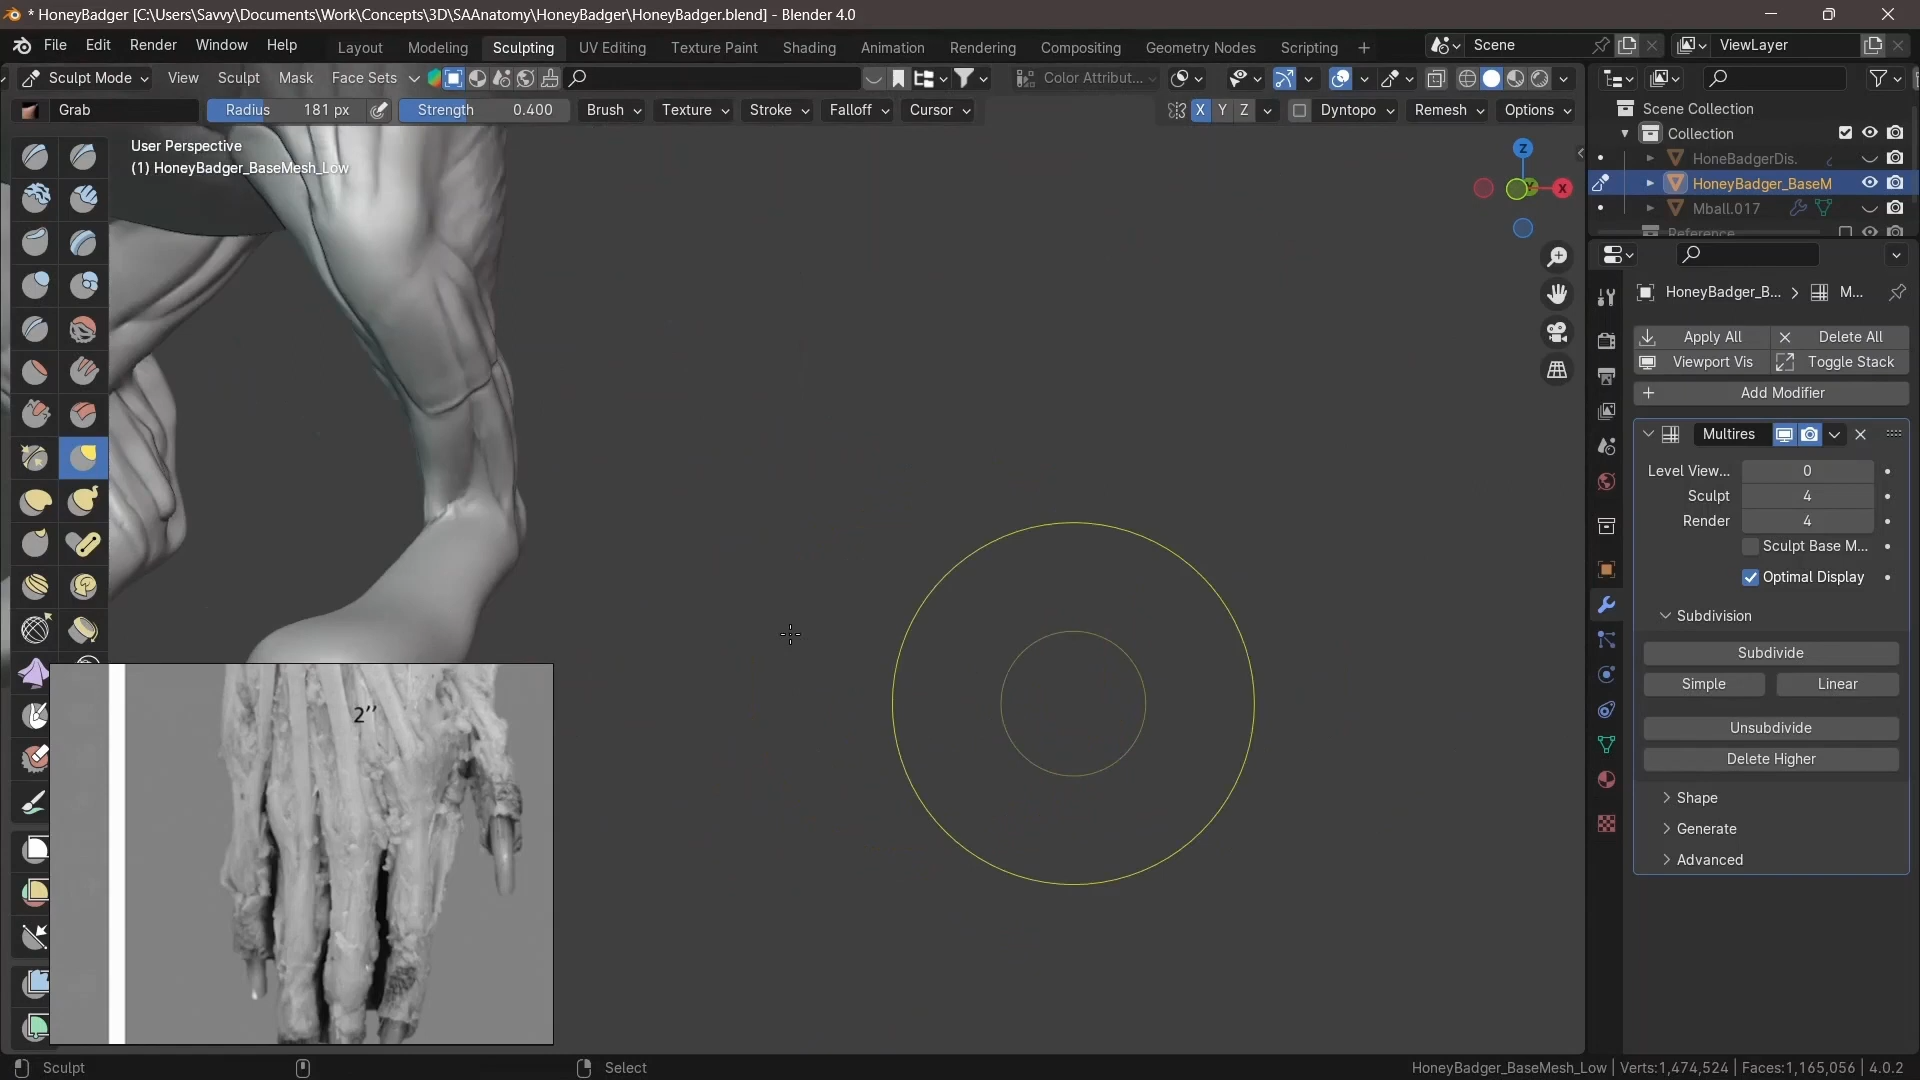 * HoneyBadger [C:\Users\Savvy\Documents\Work\Concepts\3D\SAAnatomy\HoneyBadger\HoneyBadger.blend] - Blender 4.0
File Edit Render Window Help
Layout Modeling Sculpting UV Editing Texture Paint Shading Animation Rendering Compositing Geometry Nodes Scripting +
Scene
ViewLayer
Sculpt Mode View Sculpt Mask Face Sets
Color Attribut...
Grab
Radius 181 px
Strength 0.400
Brush Texture Stroke Falloff Cursor
X Y Z
Dyntopo Remesh Options
User Perspective
(1) HoneyBadger_BaseMesh_Low
Z
X
2’’
Scene Collection
Collection
HoneBadgerDis.
HoneyBadger_BaseM
Mball.017
Reference
HoneyBadger_B... > M...
Apply All
Delete All
Viewport Vis
Toggle Stack
Add Modifier
Multires
Level View... 0
Sculpt 4
Render 4
Sculpt Base M...
Optimal Display
Subdivision
Subdivide
Simple Linear
Unsubdivide
Delete Higher
Shape
Generate
Advanced
Sculpt
Select
HoneyBadger_BaseMesh_Low | Verts:1,474,524 | Faces:1,165,056 | 4.0.2